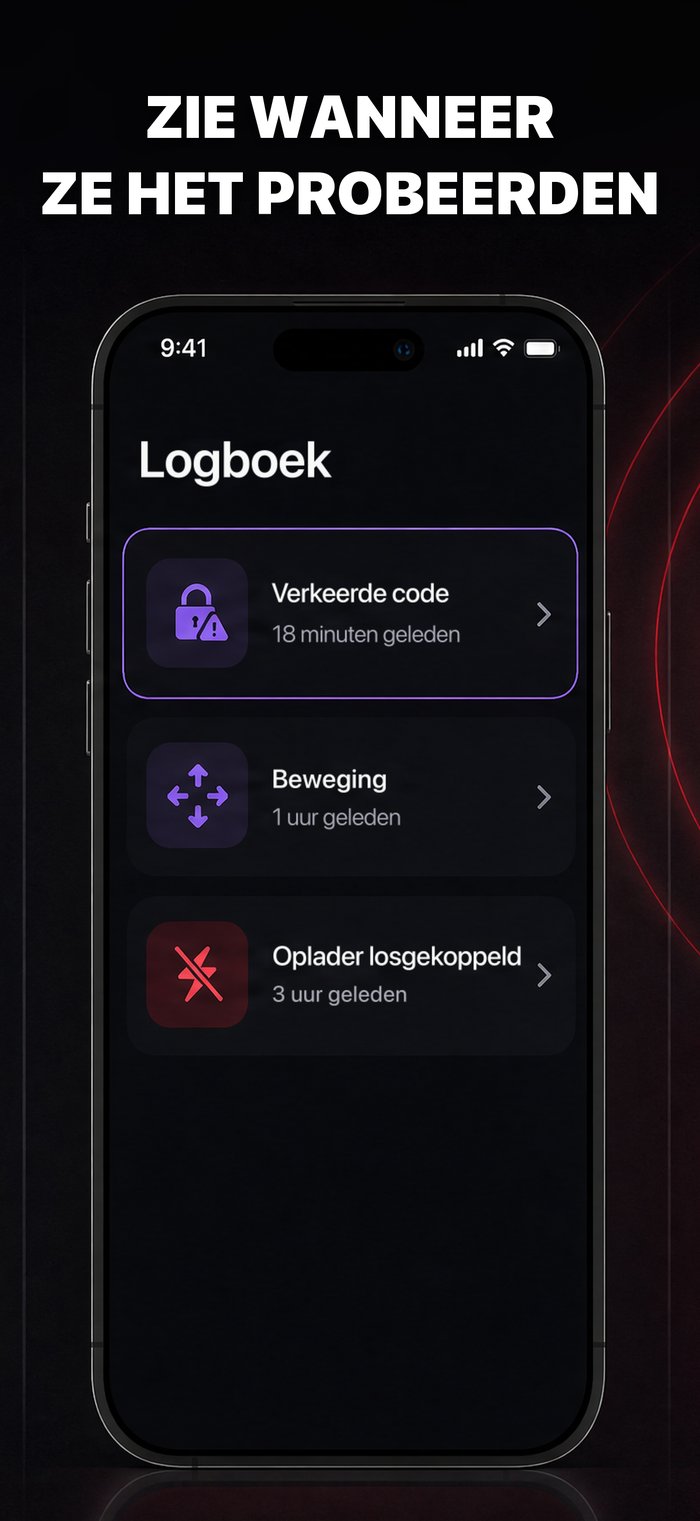 ZIE WANNEER
ZE HET PROBEERDEN
9:41
Logboek
Verkeerde code
18 minuten geleden
Beweging
1 uur geleden
Oplader losgekoppeld
3 uur geleden